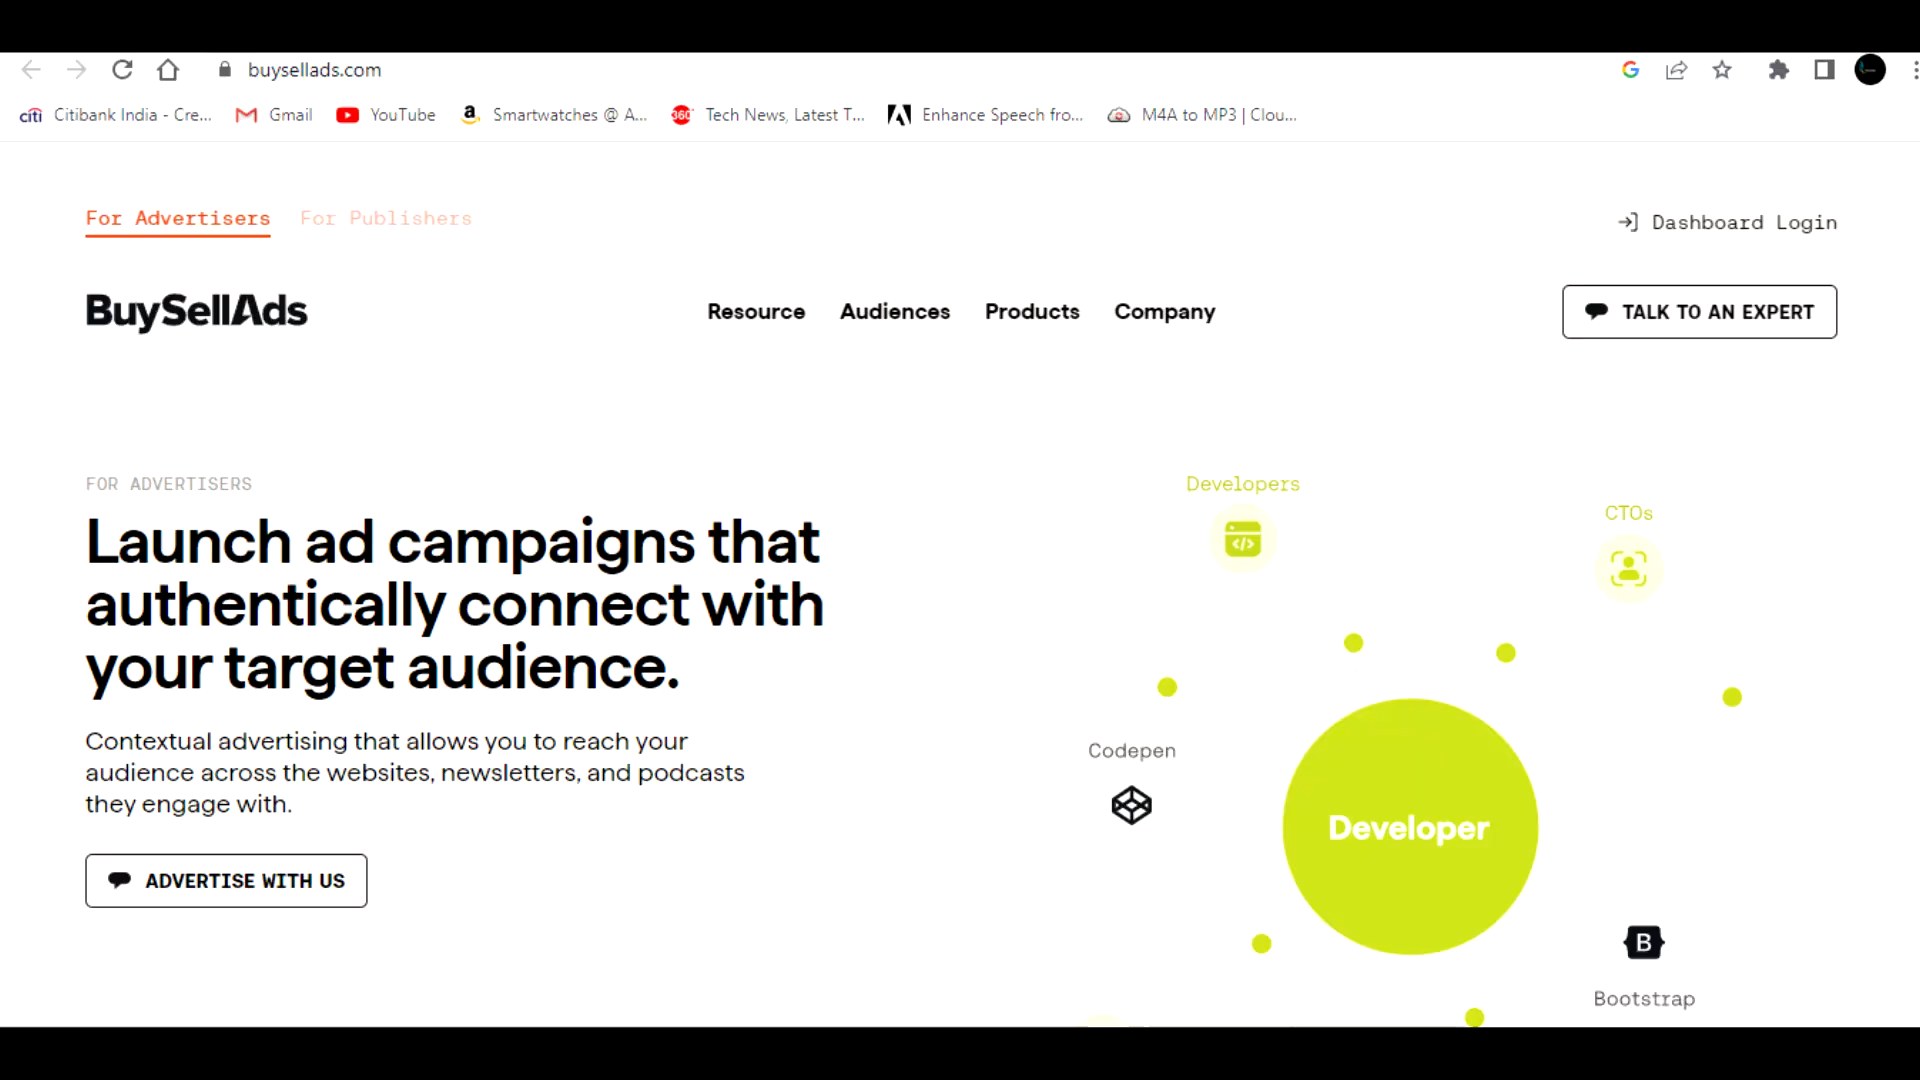 buysellads.com
citi Citibank India - Cre... Gmail YouTube a Smartwatches @ A... 360 Tech News, Latest T... Enhance Speech fro... M4A to MP3 | Clou...
For Advertisers For Publishers
Dashboard Login
BuySellAds
Resource Audiences Products Company
TALK TO AN EXPERT
FOR ADVERTISERS
Launch ad campaigns that
authentically connect with
your target audience.
Contextual advertising that allows you to reach your
audience across the websites, newsletters, and podcasts
they engage with.
ADVERTISE WITH US
Developers
CTOs
Codepen
Developer
B
Bootstrap